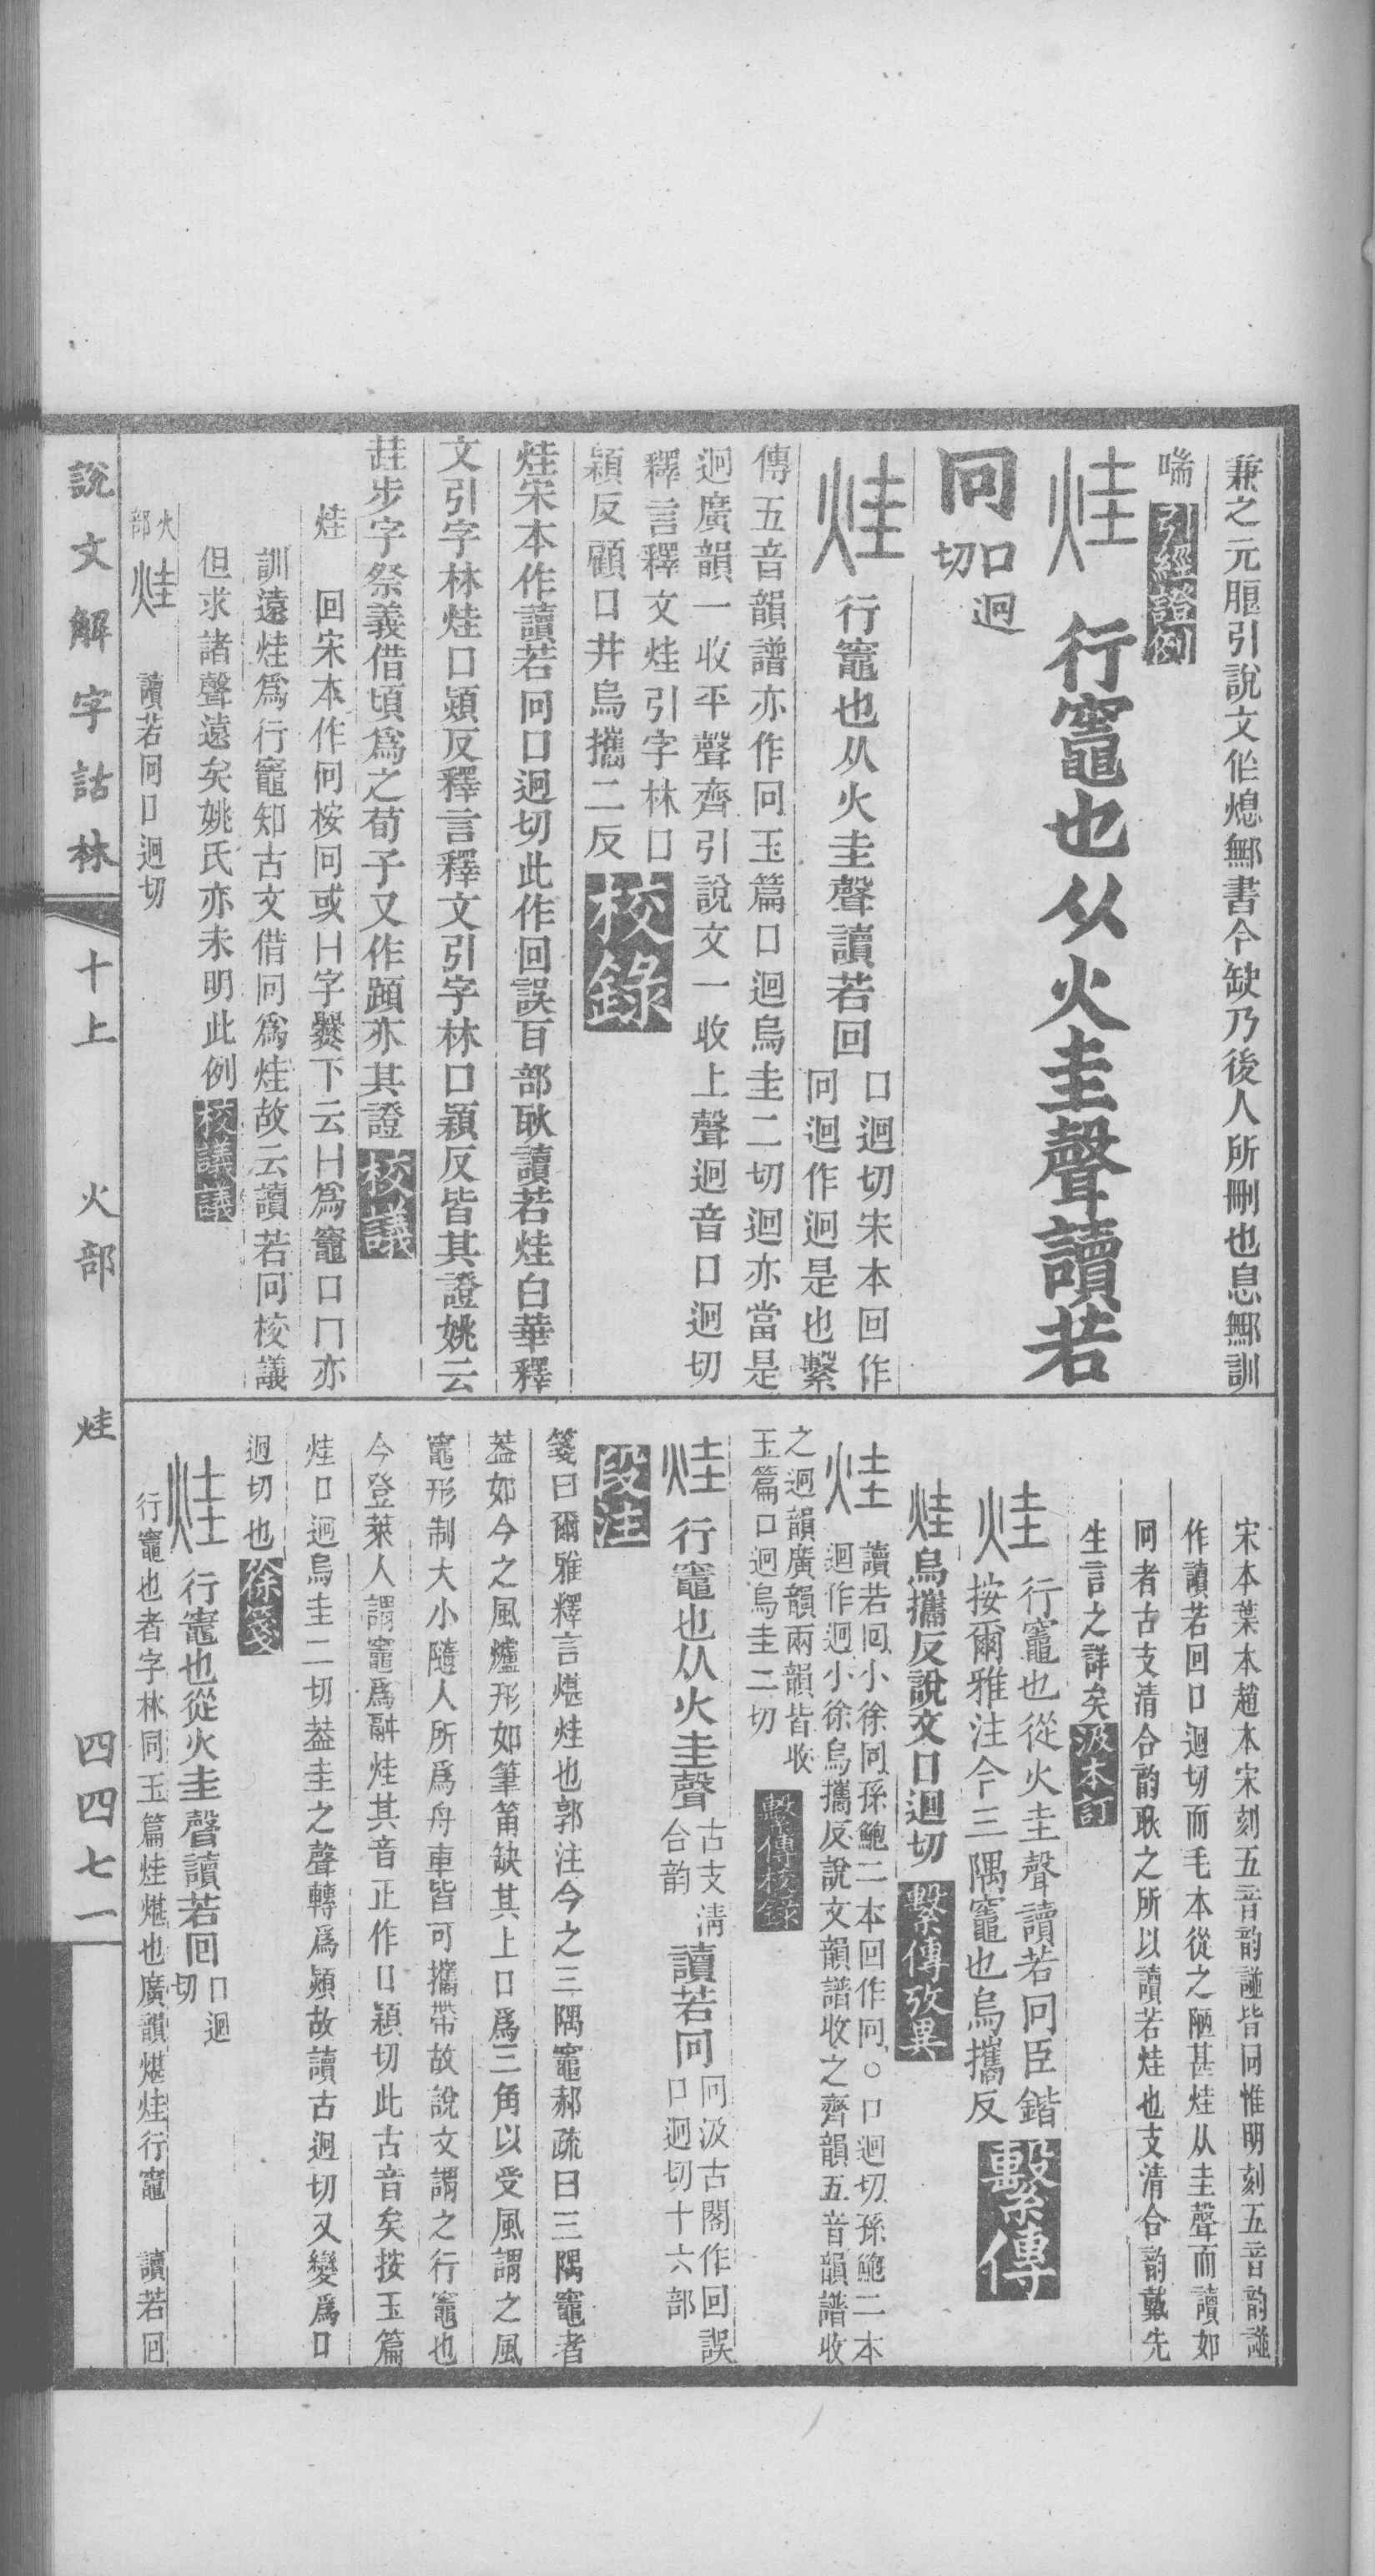 兼之元𦞤引說文作熄鄦書今缺乃後人所刪也息鄦訓
喘 引經證例
烓 行竈也从火圭聲讀若
冋 口迥切
烓 行竈也从火圭聲讀若回 口迥切宋本回作冋迥作迥是也繫
傳五音韻譜亦作冋玉篇口迥烏圭二切迥亦當是
迥廣韻一收平聲齊引說文一收上聲迥音口迥切
釋言釋文烓引字林口
穎反顧口井烏攜二反 校錄
烓宋本作讀若冋口迥切此作回誤百部耿讀若烓白華釋
文引字林烓口熲反釋言釋文引字林口穎反皆其證姚云
䞨步字祭義借頃爲之荀子又作蹞亦其證 校議
烓 回宋本作冋桉冋或H字爨下云H爲竈口冂亦
訓遠烓爲行竈知古文借冋爲烓故云讀若冋校議
但求諸聲遠矣姚氏亦未明此例 校議議
火部 烓 讀若冋口迥切
宋本葉本趙本宋刻五音韵譜皆同惟明刻五音韵譜
作讀若回口迥切而毛本從之陋甚烓从圭聲而讀如
冋者古支清合韵耿之所以讀若烓也支清合韵戴先
生言之詳矣 汲本訂
烓 行竈也從火圭聲讀若冋臣鍇
按爾雅注今三隅竈也烏攜反 繫傳
烓烏攜反說文口迥切 繫傳攷異
烓 讀若回小徐同孫鮑二本回作冋○口迥切孫鮑二本
迥作迥小徐烏攜反說文韻譜收之齊韻五音韻譜收
之迥韻廣韻兩韻皆收
玉篇口迥烏圭二切 繫傳校錄
烓 行竈也从火圭聲 古支清合韵 讀若冋 冋汲古閣作回誤口迥切十六部
段注
箋曰爾雅釋言煁烓也郭注今之三隅竈郝疏曰三隅竈者
葢如今之風爐形如筆筩缺其上口爲三角以受風謂之風
竈形制大小隨人所爲舟車皆可攜帶故說文謂之行竈也
今登萊人謂竈爲鬴烓其音正作口穎切此古音矣按玉篇
烓口迥烏圭二切葢圭之聲轉爲熲故讀古迥切又變爲口
迥切也 徐箋
烓 行竈也從火圭聲讀若回 口迥切
行竈也者字林同玉篇烓煁也廣韻煁烓行竈 讀若回
說文解字詁林 十上 火部 烓 四四七一